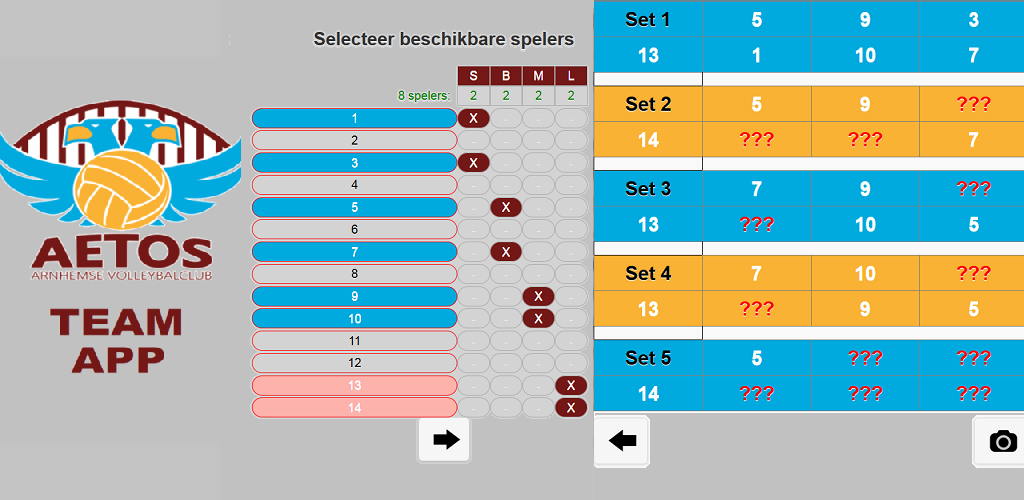 AETOS
ARNHEMSE VOLLEYBALCLUB
TEAM
APP
Selecteer beschikbare spelers
S B M L
8 spelers: 2 2 2 2
1 X - - -
2 - - - -
3 X - - -
4 - - - -
5 - X - -
6 - - - -
7 - X - -
8 - - - -
9 - - X -
10 - - X -
11 - - - -
12 - - - -
13 - - - X
14 - - - X
Set 1 5 9 3
13 1 10 7
Set 2 5 9 ???
14 ??? ??? 7
Set 3 7 9 ???
13 ??? 10 5
Set 4 7 10 ???
13 ??? 9 5
Set 5 5 ??? ???
14 ??? ??? ???